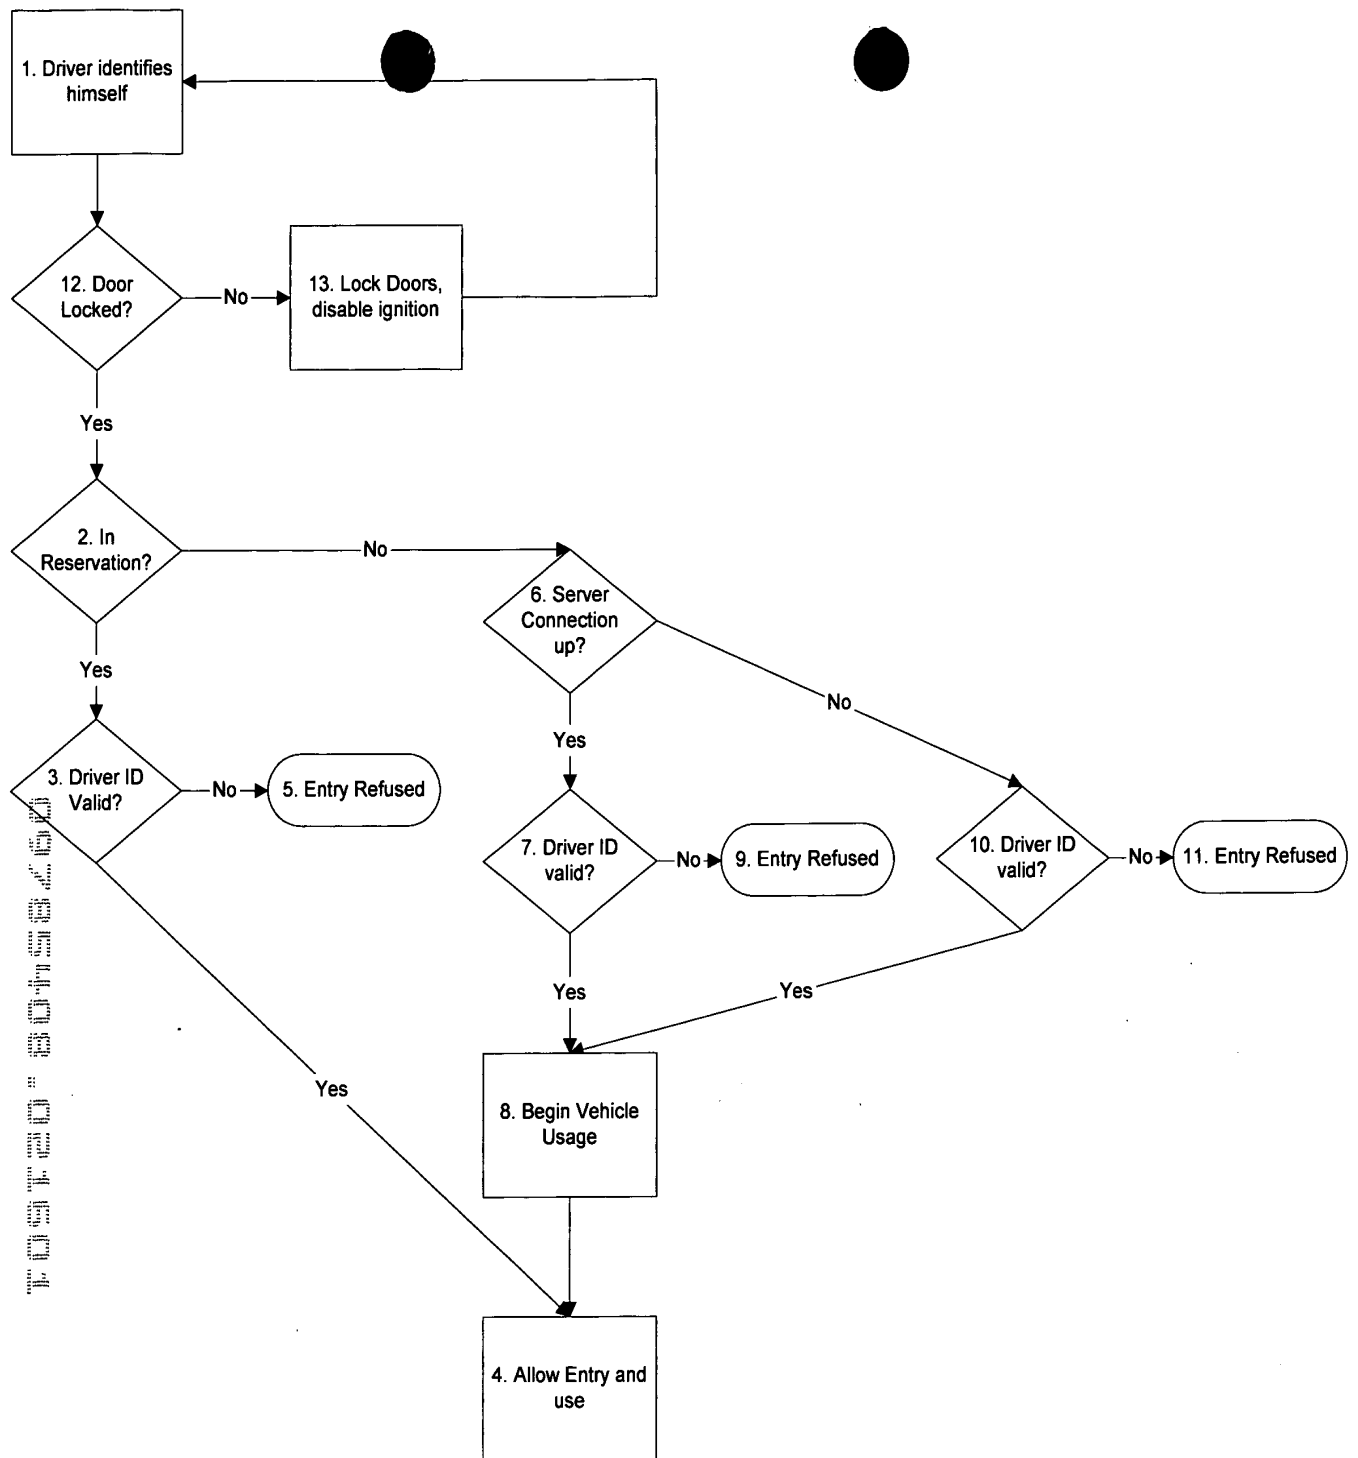 1. Driver identifies
himself
12. Door
Locked?
No
13. Lock Doors,
disable ignition
Yes
2. In
Reservation?
No
6. Server
Connection
up?
Yes
No
Yes
3. Driver ID
Valid?
No
5. Entry Refused
7. Driver ID
valid?
No
9. Entry Refused
10. Driver ID
valid?
No
11. Entry Refused
Yes
Yes
Yes
8. Begin Vehicle
Usage
4. Allow Entry and
use
09785408 . 021501